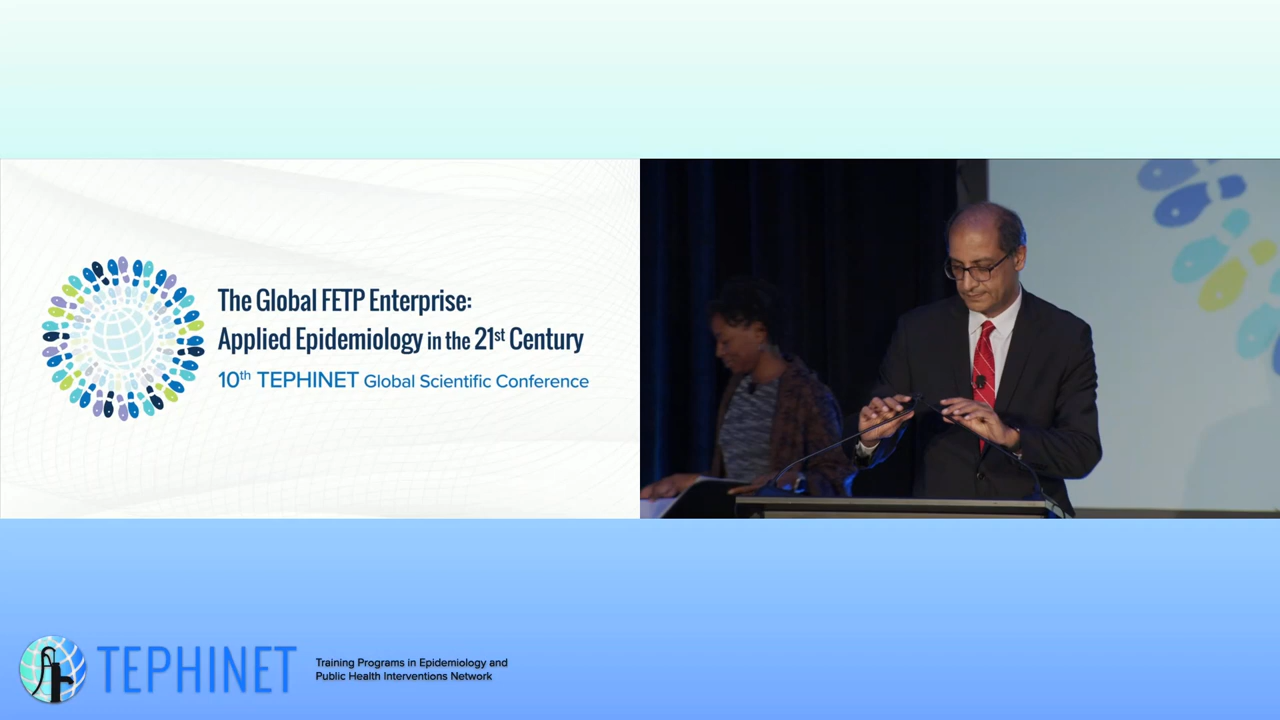 The Global FETP Enterprise:
Applied Epidemiology in the 21st Century
10th TEPHINET Global Scientific Conference
TEPHINET
Training Programs in Epidemiology and
Public Health Interventions Network